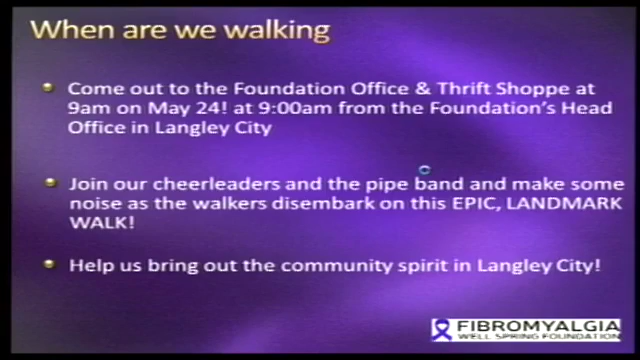 When are we walking
Come out to the Foundation Office & Thrift Shoppe at
9am on May 24! at 9:00am from the Foundation's Head
Office in Langley City
Join our cheerleaders and the pipe band and make some
noise as the walkers disembark on this EPIC, LANDMARK
WALK!
Help us bring out the community spirit in Langley City!
FIBROMYALGIA
WELL SPRING FOUNDATION